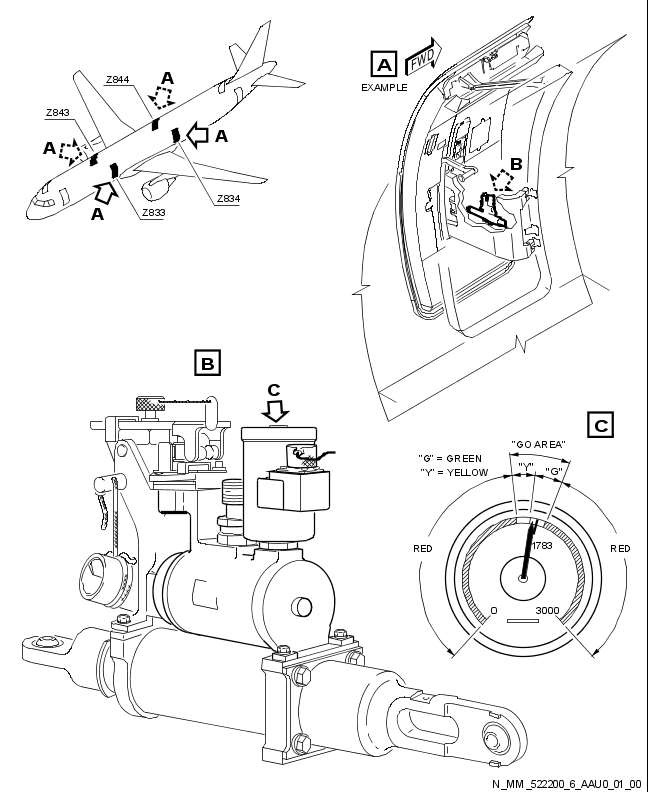 Z844
A
Z843
A
A
A
Z834
Z833
A
EXAMPLE
FWD
B
B
C
C
"GO AREA"
"G" = GREEN
"Y" = YELLOW
"Y"
"G"
RED
RED
1783
0
3000
N_MM_522200_6_AAU0_01_00